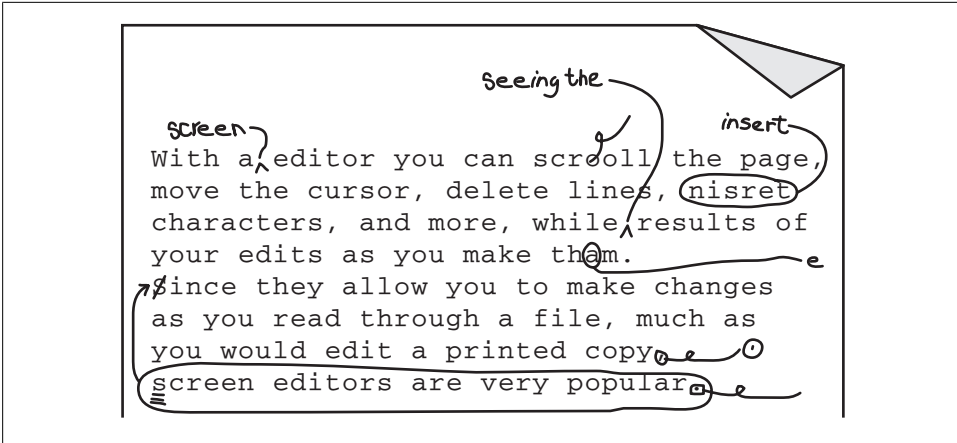 seeing the
screen
insert
With a editor you can scrooll the page,
move the cursor, delete lines, nisret
characters, and more, while results of
your edits as you make tham.
e
Since they allow you to make changes
as you read through a file, much as
you would edit a printed copy,
screen editors are very popular.